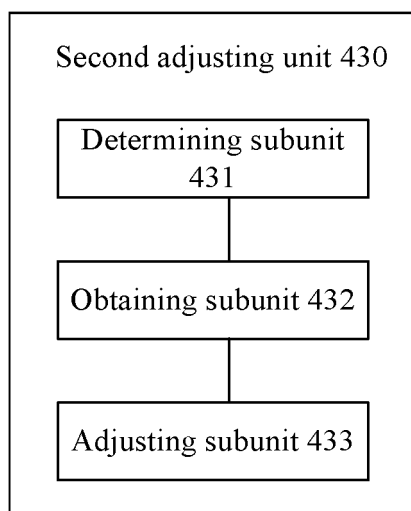 Second adjusting unit 430
Determining subunit
431
Obtaining subunit 432
Adjusting subunit 433